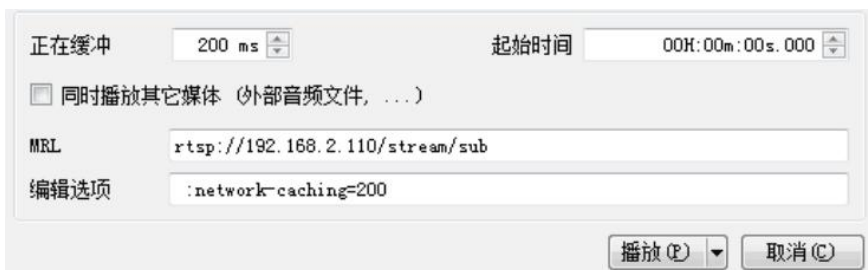 正在缓冲 200 ms 起始时间 00H:00m:00s.000
同时播放其它媒体 (外部音频文件, ...)
MRL rtsp://192.168.2.110/stream/sub
编辑选项 :network-caching=200
播放(P) 取消(C)